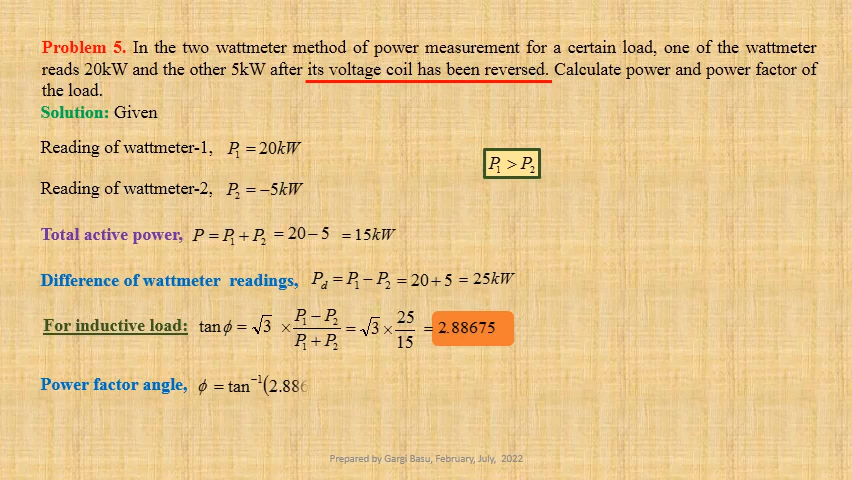 Problem 5. In the two wattmeter method of power measurement for a certain load, one of the wattmeter
reads 20kW and the other 5kW after its voltage coil has been reversed. Calculate power and power factor of
the load.
Solution: Given
Reading of wattmeter-1, P₁ = 20kW
P₁ > P₂
Reading of wattmeter-2, P₂ = −5kW
Total active power, P = P₁ + P₂ = 20 − 5 = 15kW
Difference of wattmeter readings, P_d = P₁ − P₂ = 20 + 5 = 25kW
For inductive load: tan ϕ = √3 × (P₁ − P₂)/(P₁ + P₂) = √3 × 25/15 = 2.88675
Power factor angle, ϕ = tan⁻¹(2.886
Prepared by Gargi Basu, February, July, 2022